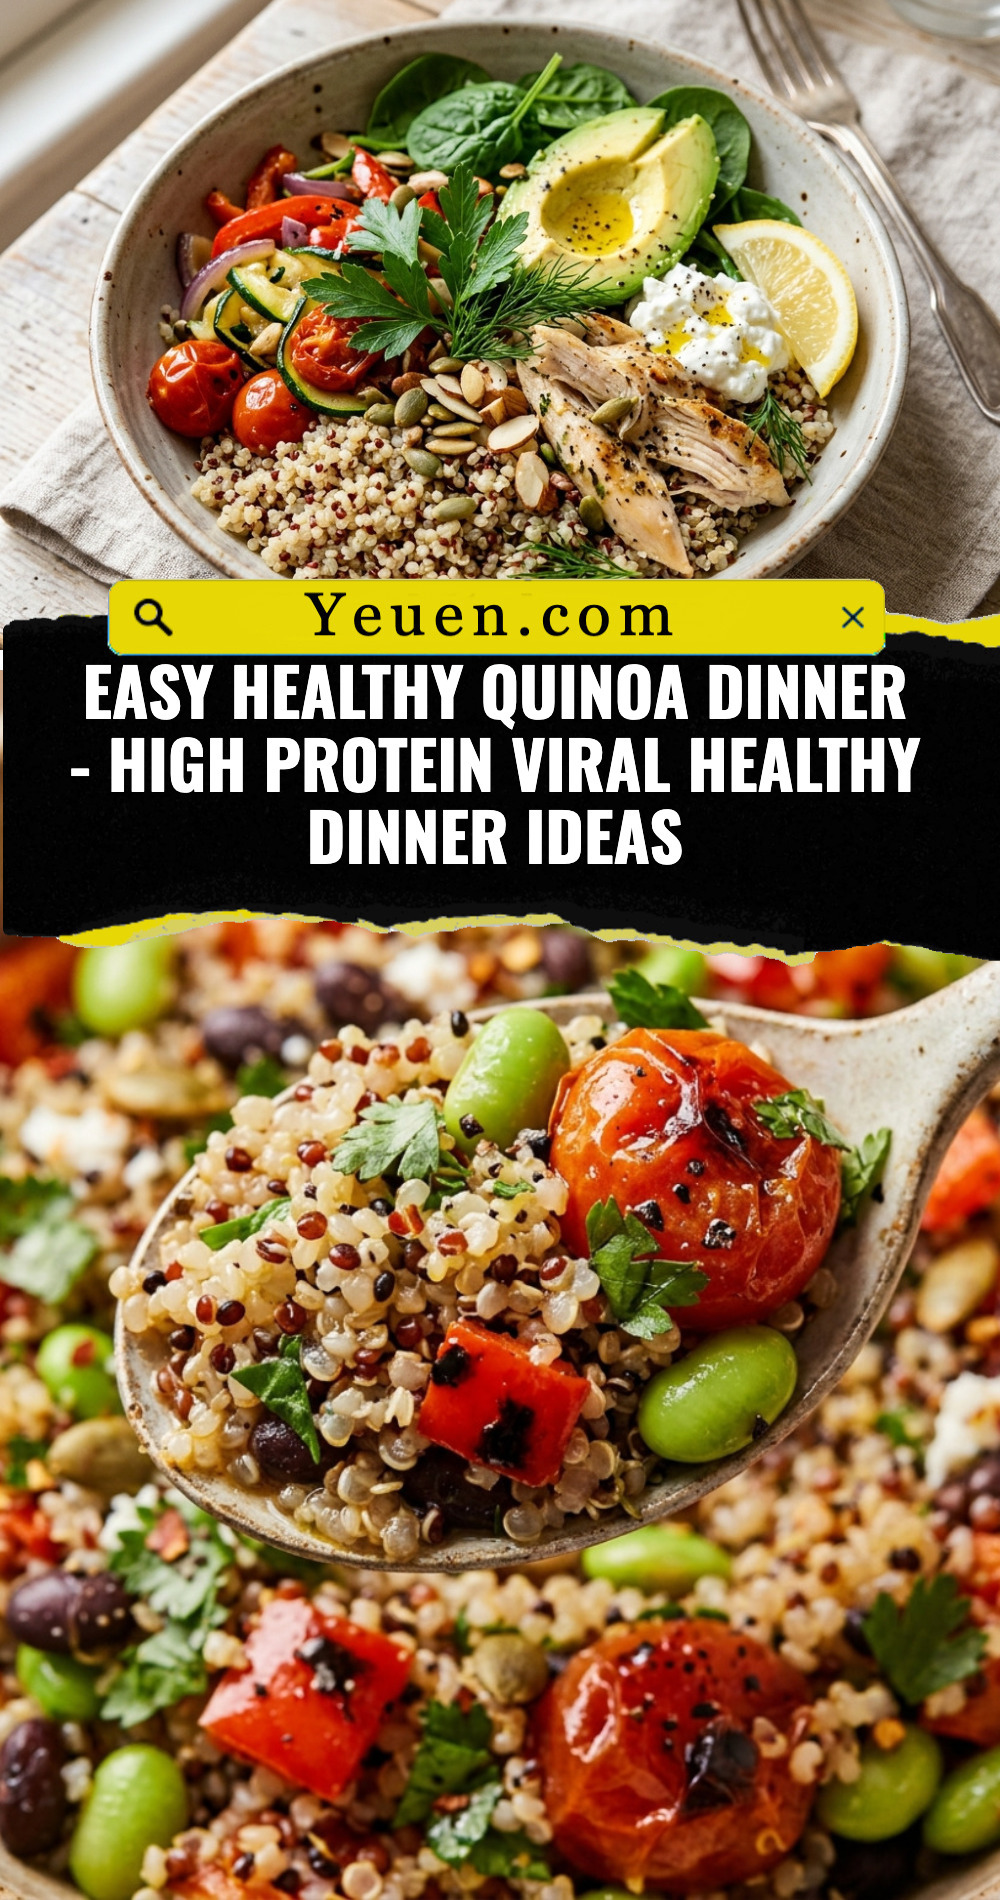 Yeuen.com
EASY HEALTHY QUINOA DINNER
- HIGH PROTEIN VIRAL HEALTHY
DINNER IDEAS